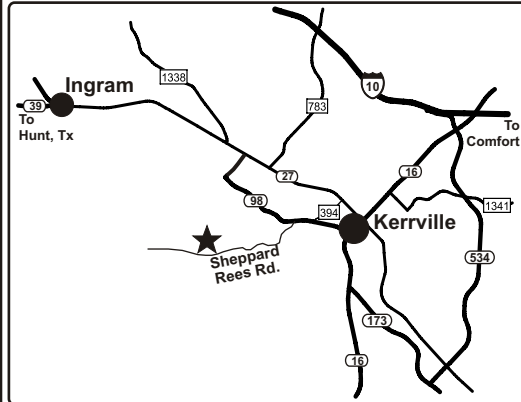 1338
Ingram
783
10
39
To
Hunt, Tx
To
Comfort
27
16
98
394
1341
Kerrville
Sheppard
Rees Rd.
534
173
16